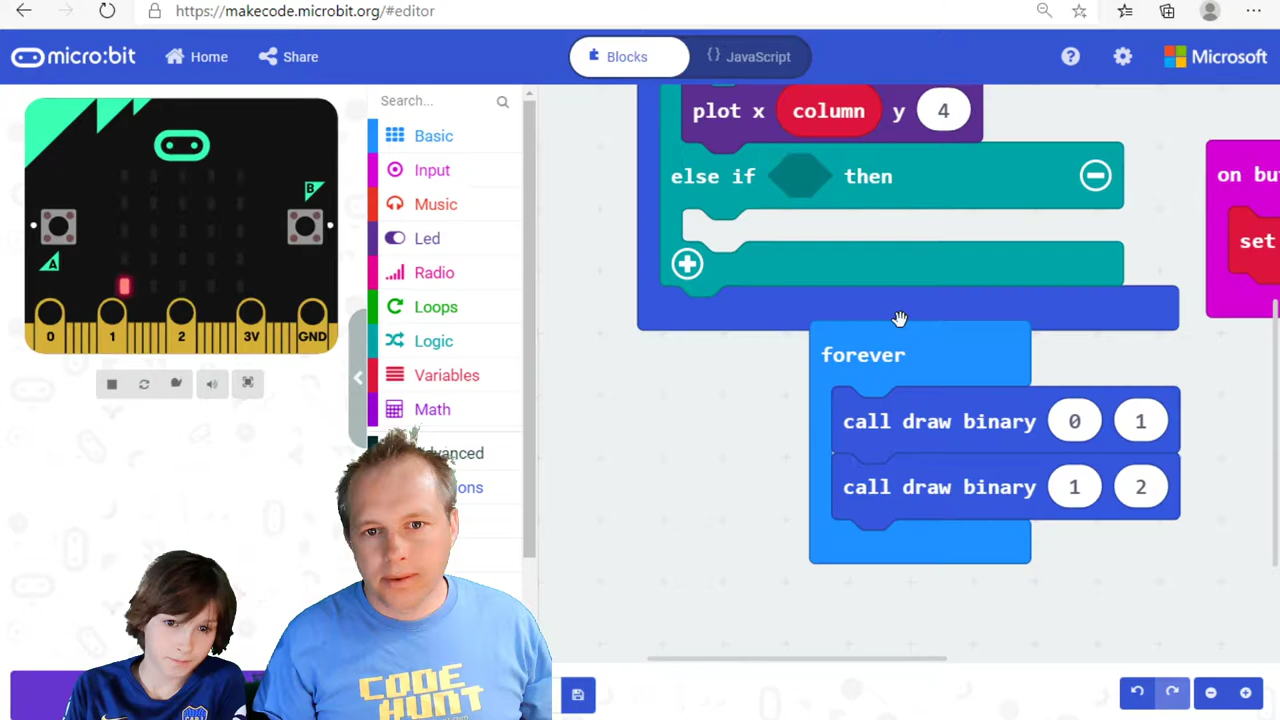 https://makecode.microbit.org/#editor
micro:bit
Home
Share
Blocks
{} JavaScript
?
Microsoft
Search...
Basic
Input
Music
Led
Radio
Loops
Logic
Variables
Math
B
A
0
1
2
3V
GND
plot x column y 4
else if then
on bu
set
forever
call draw binary 0 1
call draw binary 1 2
CODE
HUNT